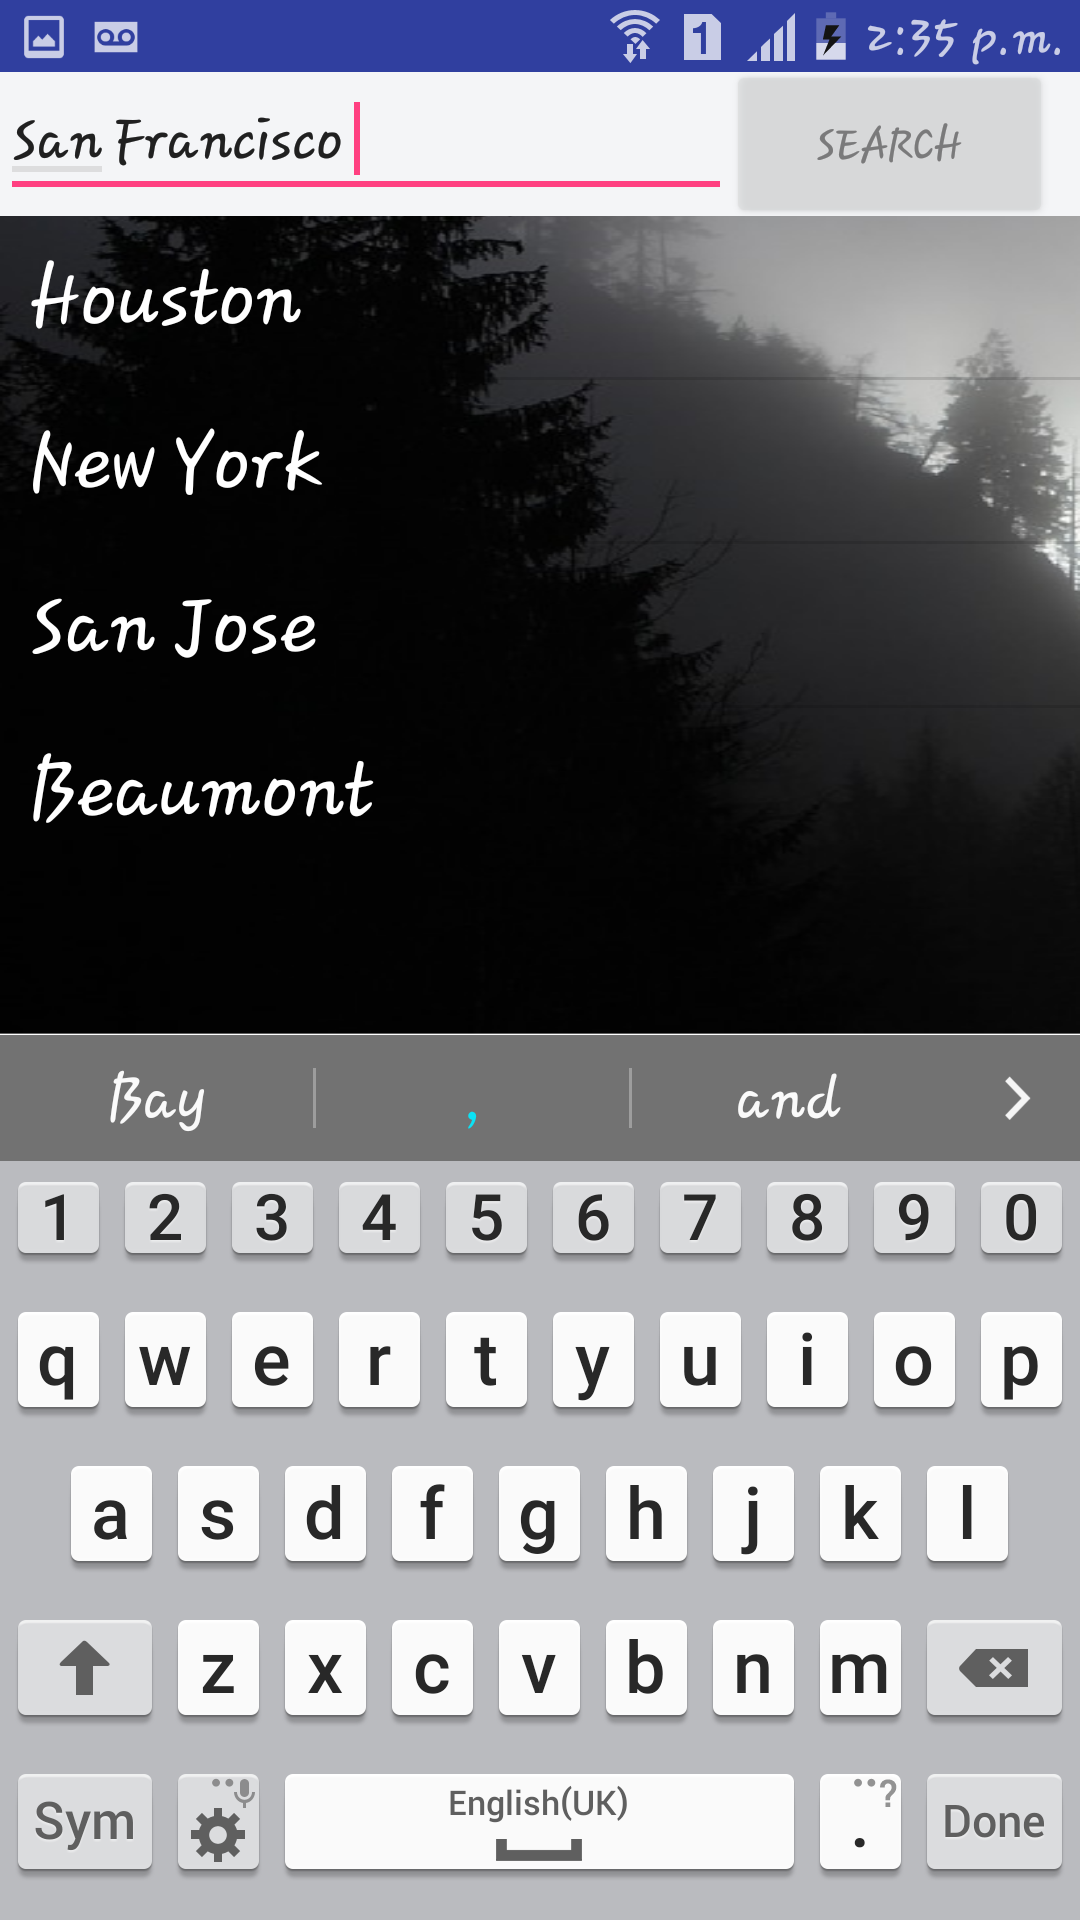 1 2:35 p.m.
San Francisco SEARCH
Houston
New York
San Jose
Beaumont
Bay , and
1 2 3 4 5 6 7 8 9 0
q w e r t y u i o p
a s d f g h j k l
z x c v b n m
Sym English(UK) .? Done